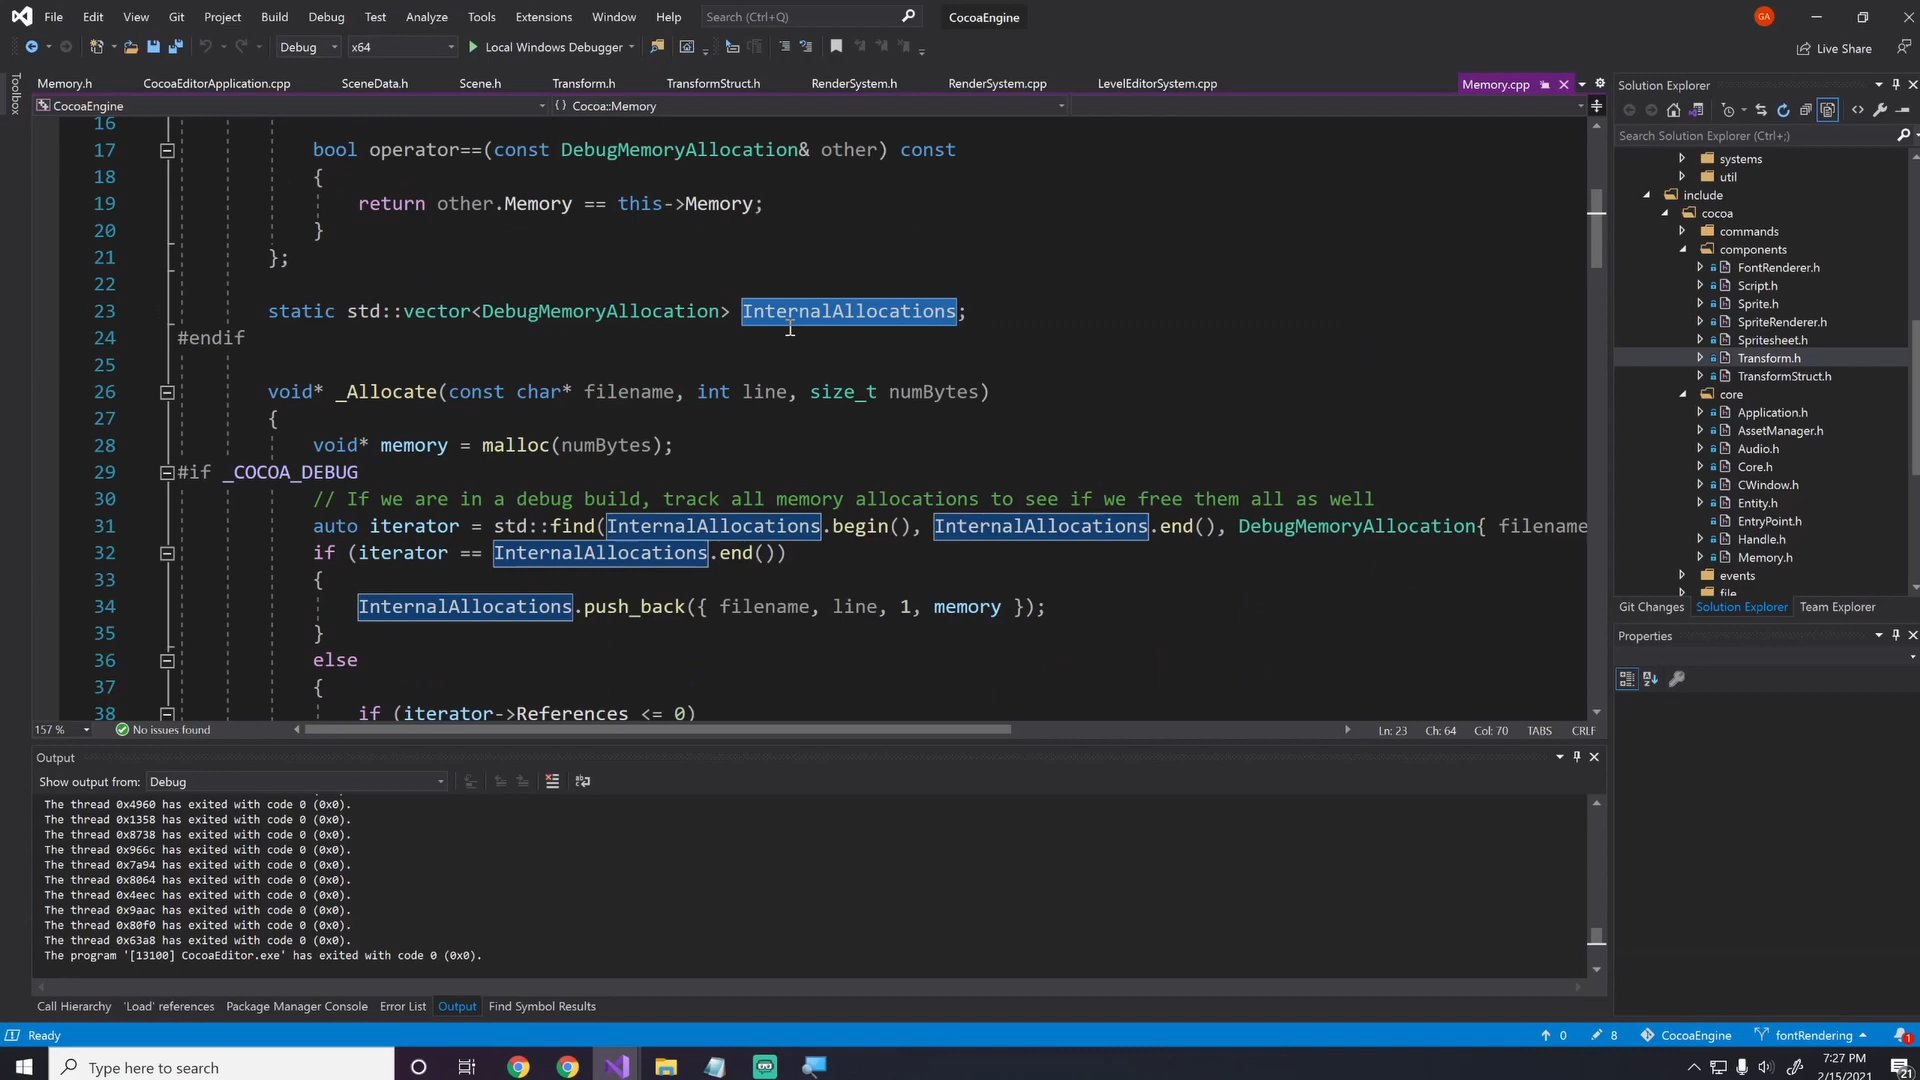 File Edit View Git Project Build Debug Test Analyze Tools Extensions Window Help Search (Ctrl+Q) CocoaEngine GA
Debug x64 Local Windows Debugger Live Share
Toolbox
Memory.h CocoaEditorApplication.cpp SceneData.h Scene.h Transform.h TransformStruct.h RenderSystem.h RenderSystem.cpp LevelEditorSystem.cpp Memory.cpp
CocoaEngine {} Cocoa::Memory
16
17 bool operator==(const DebugMemoryAllocation& other) const
18 {
19 return other.Memory == this->Memory;
20 }
21 };
22
23 static std::vector<DebugMemoryAllocation> InternalAllocations;
24 #endif
25
26 void* _Allocate(const char* filename, int line, size_t numBytes)
27 {
28 void* memory = malloc(numBytes);
29 #if _COCOA_DEBUG
30 // If we are in a debug build, track all memory allocations to see if we free them all as well
31 auto iterator = std::find(InternalAllocations.begin(), InternalAllocations.end(), DebugMemoryAllocation{ filename
32 if (iterator == InternalAllocations.end())
33 {
34 InternalAllocations.push_back({ filename, line, 1, memory });
35 }
36 else
37 {
38 if (iterator->References <= 0)
157 % No issues found Ln: 23 Ch: 64 Col: 70 TABS CRLF
Output
Show output from: Debug
The thread 0x4960 has exited with code 0 (0x0).
The thread 0x1358 has exited with code 0 (0x0).
The thread 0x8738 has exited with code 0 (0x0).
The thread 0x966c has exited with code 0 (0x0).
The thread 0x7a94 has exited with code 0 (0x0).
The thread 0x8064 has exited with code 0 (0x0).
The thread 0x4eec has exited with code 0 (0x0).
The thread 0x9aac has exited with code 0 (0x0).
The thread 0x80f0 has exited with code 0 (0x0).
The thread 0x63a8 has exited with code 0 (0x0).
The program '[13100] CocoaEditor.exe' has exited with code 0 (0x0).
Call Hierarchy 'Load' references Package Manager Console Error List Output Find Symbol Results
Solution Explorer
Search Solution Explorer (Ctrl+;)
systems
util
include
cocoa
commands
components
FontRenderer.h
Script.h
Sprite.h
SpriteRenderer.h
Spritesheet.h
Transform.h
TransformStruct.h
core
Application.h
AssetManager.h
Audio.h
Core.h
CWindow.h
Entity.h
EntryPoint.h
Handle.h
Memory.h
events
file
Git Changes Solution Explorer Team Explorer
Properties
Ready 0 8 CocoaEngine fontRendering 1
Type here to search 7:27 PM
2/15/2021 21